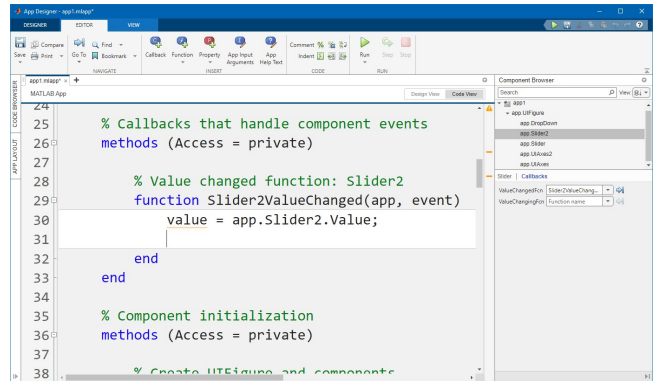 App Designer - app1.mlapp*
DESIGNER EDITOR VIEW
Save Compare Print Go To Find Bookmark Callback Function Property App Input Arguments App Help Text Comment Indent Run Step Stop
NAVIGATE INSERT CODE RUN
app1.mlapp* × +
MATLAB App Design View Code View
CODE BROWSER
APP LAYOUT
24
25 % Callbacks that handle component events
26 methods (Access = private)
27
28 % Value changed function: Slider2
29 function Slider2ValueChanged(app, event)
30 value = app.Slider2.Value;
31
32 end
33 end
34
35 % Component initialization
36 methods (Access = private)
37
38 % Create UIFigure and components
Component Browser
Search View
app1
app.UIFigure
app.DropDown
app.Slider2
app.Slider
app.UIAxes2
app.UIAxes
Slider | Callbacks
ValueChangedFcn Slider2ValueChang...
ValueChangingFcn Function name